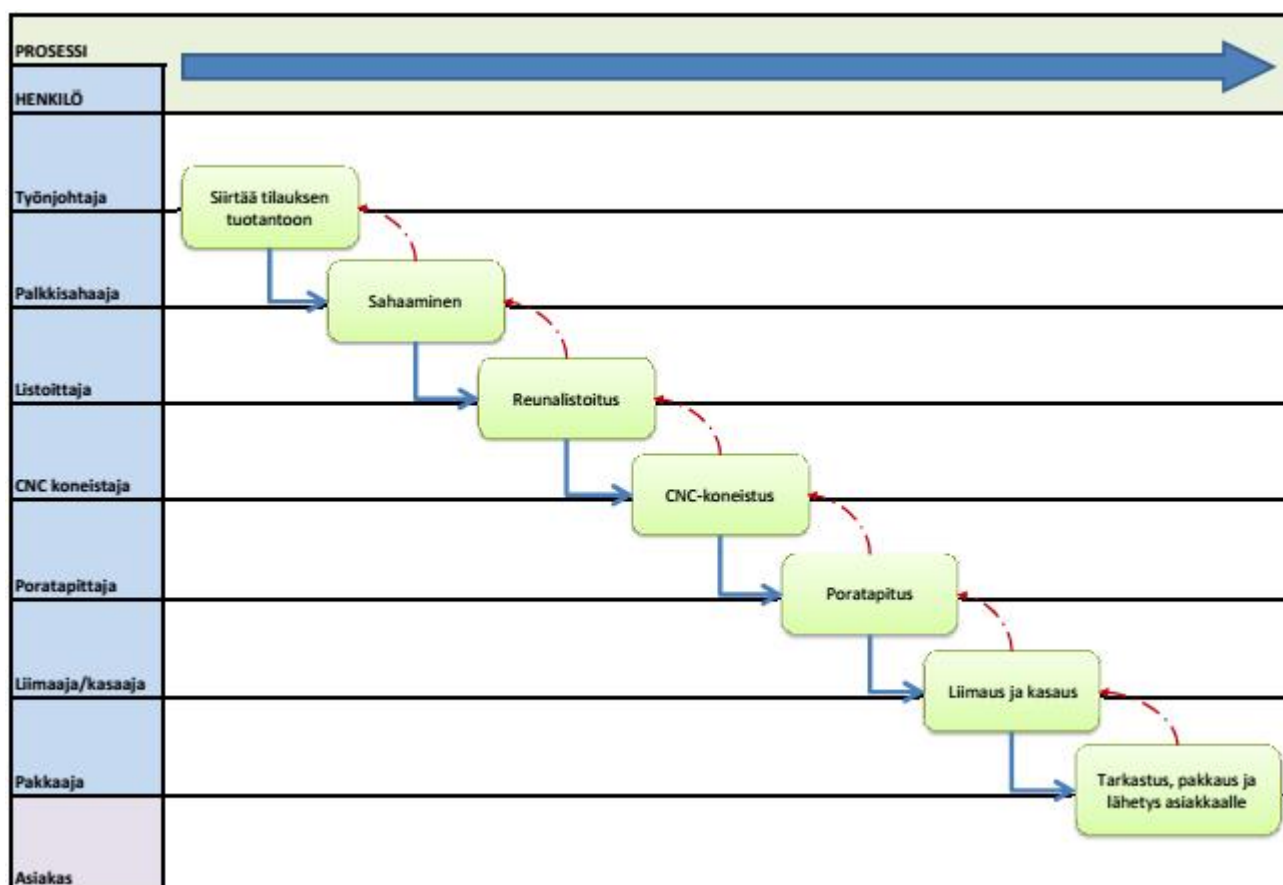 PROSESSI
HENKILÖ
Työnjohtaja
Siirtää tilauksen
tuotantoon
Palkkisahaaja
Sahaaminen
Listoittaja
Reunalistoitus
CNC koneistaja
CNC-koneistus
Poratapittaja
Poratapitus
Liimaaja/kasaaja
Liimaus ja kasaus
Pakkaaja
Tarkastus, pakkaus ja
lähetys asiakkaalle
Asiakas